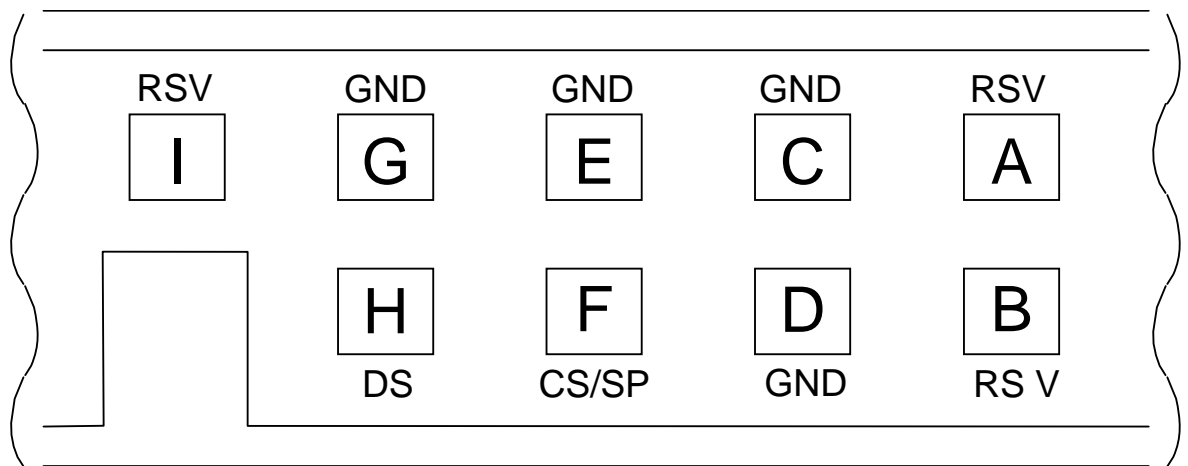 RSV GND GND GND RSV
I G E C A
H F D B
DS CS/SP GND RS V